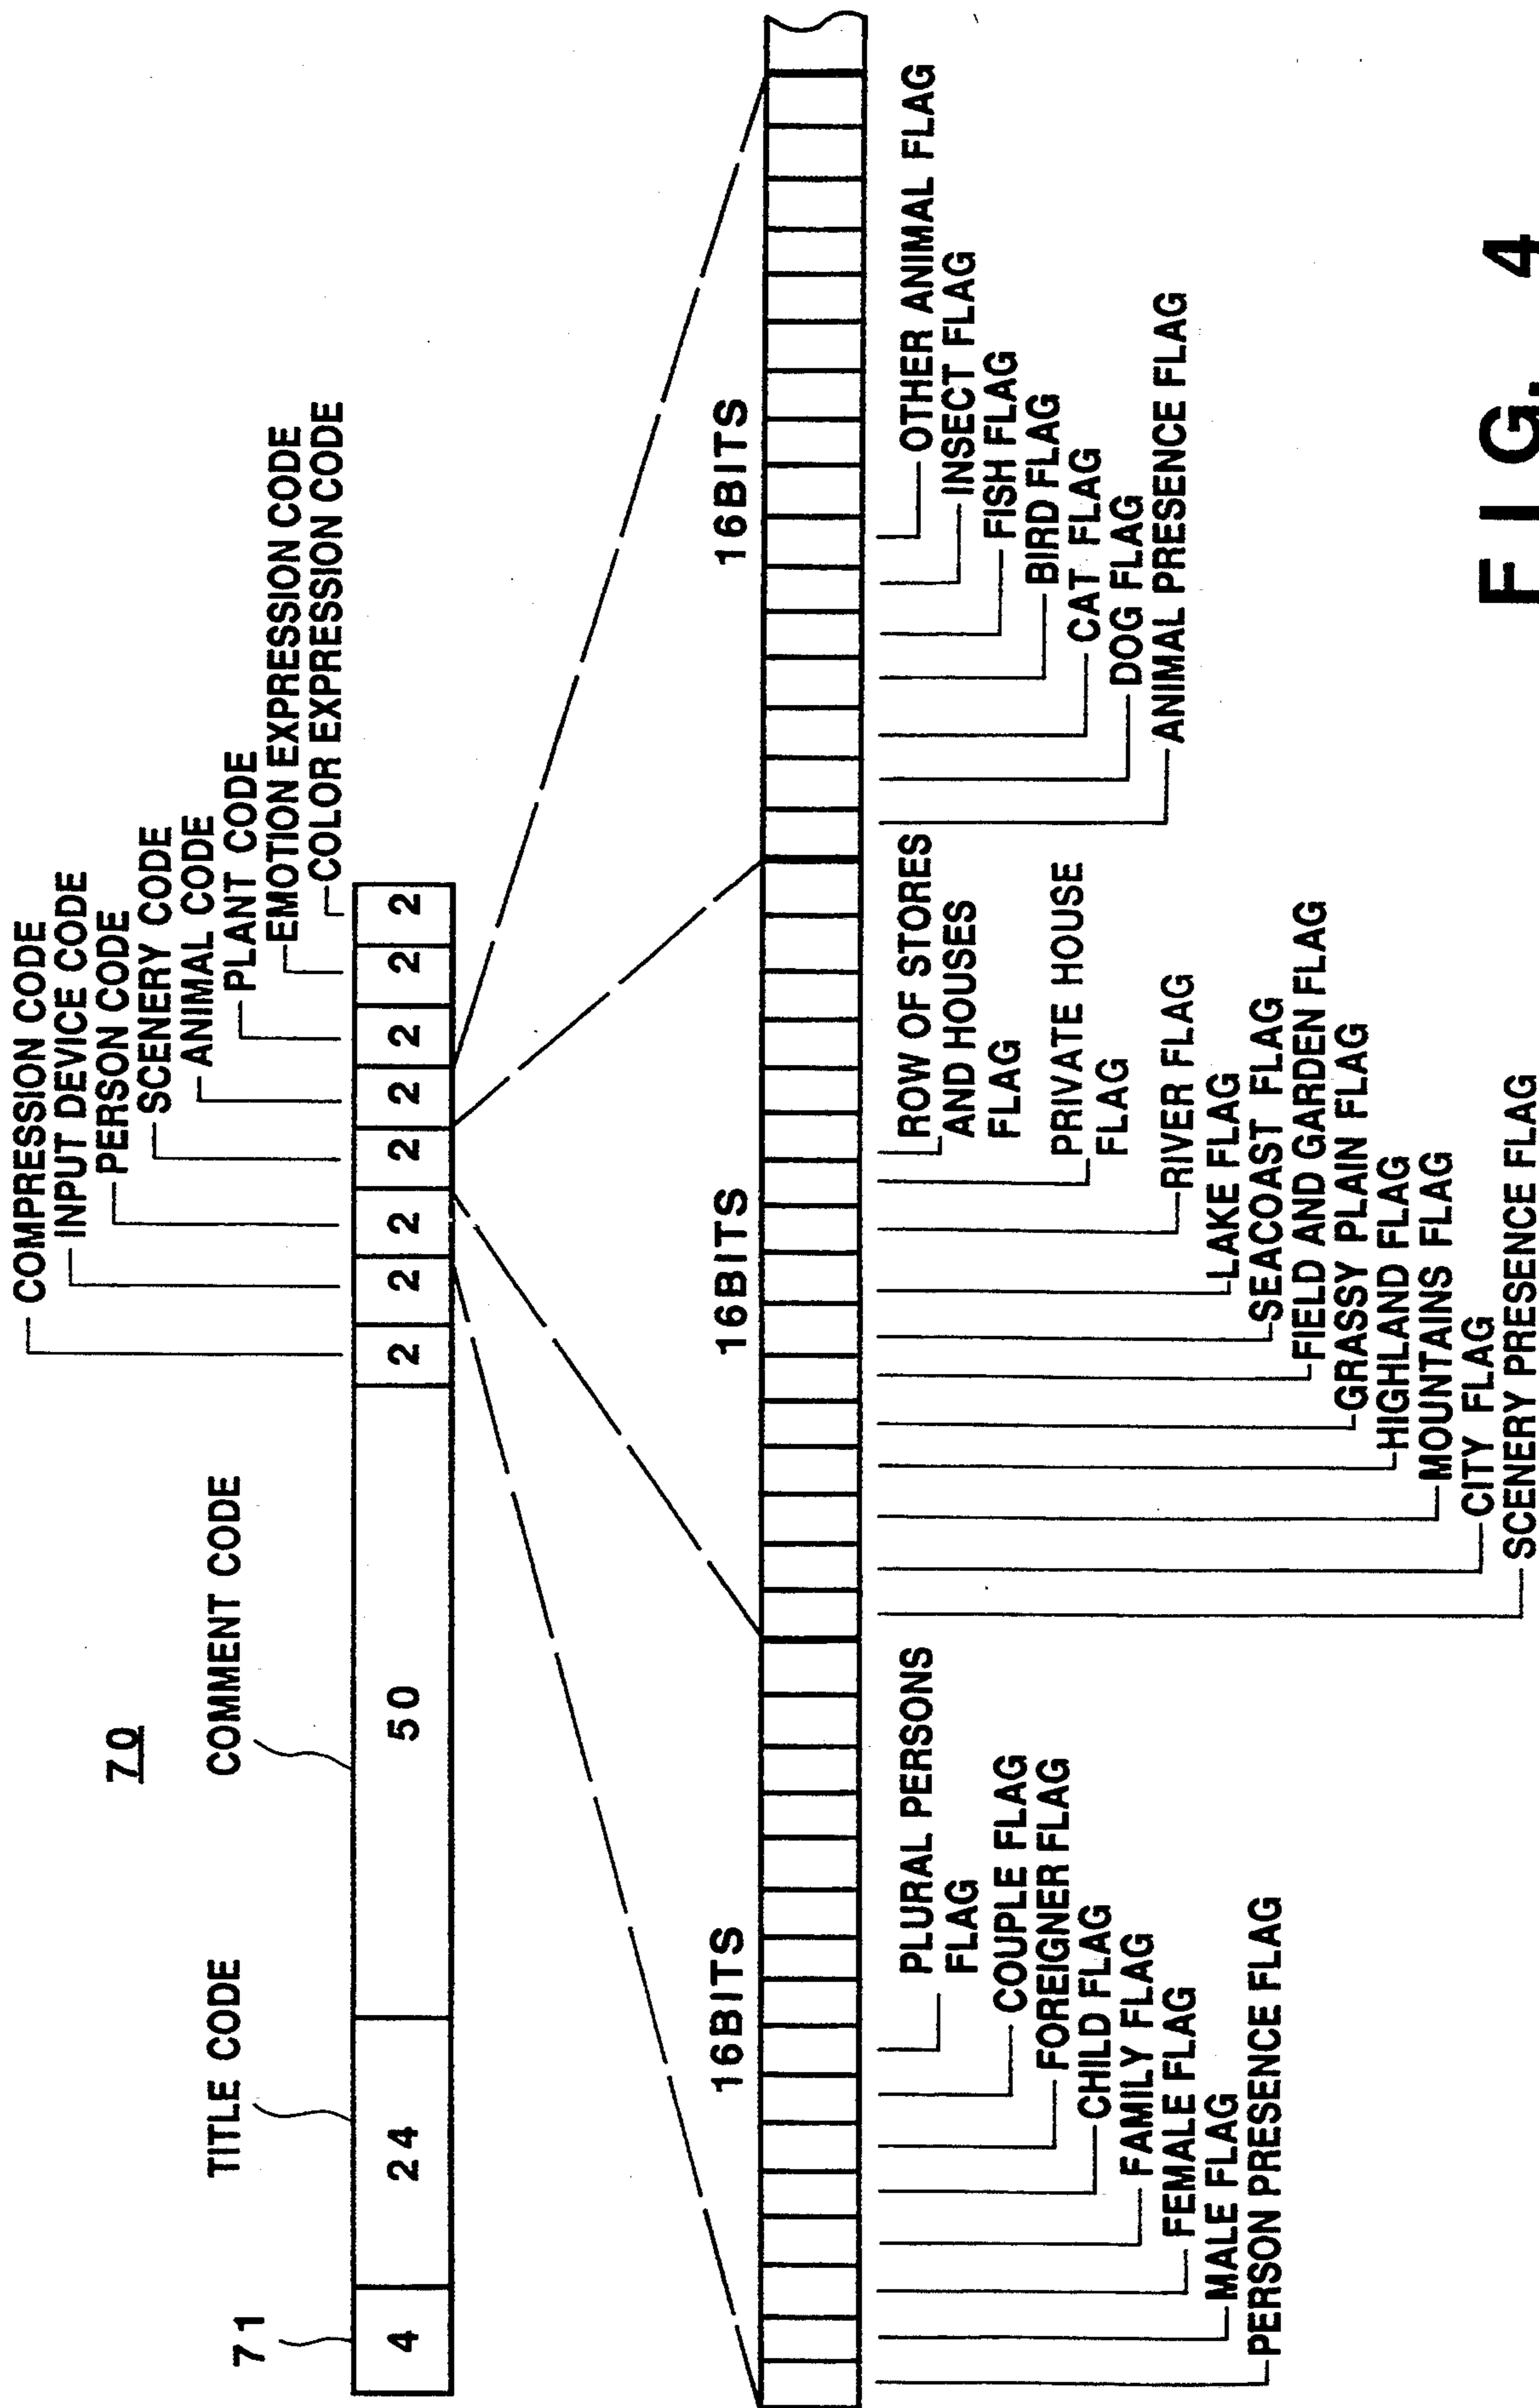 70
71
TITLE CODE
COMMENT CODE
COMPRESSION CODE
INPUT DEVICE CODE
PERSON CODE
SCENERY CODE
ANIMAL CODE
PLANT CODE
EMOTION EXPRESSION CODE
COLOR EXPRESSION CODE
4
24
50
2
2
2
2
2
2
2
2
16BITS
16BITS
16BITS
PLURAL PERSONS
FLAG
COUPLE FLAG
FOREIGNER FLAG
CHILD FLAG
FAMILY FLAG
FEMALE FLAG
MALE FLAG
PERSON PRESENCE FLAG
ROW OF STORES
AND HOUSES
FLAG
PRIVATE HOUSE
FLAG
RIVER FLAG
LAKE FLAG
SEACOAST FLAG
FIELD AND GARDEN FLAG
GRASSY PLAIN FLAG
HIGHLAND FLAG
MOUNTAINS FLAG
CITY FLAG
SCENERY PRESENCE FLAG
OTHER ANIMAL FLAG
INSECT FLAG
FISH FLAG
BIRD FLAG
CAT FLAG
DOG FLAG
ANIMAL PRESENCE FLAG
FIG. 4